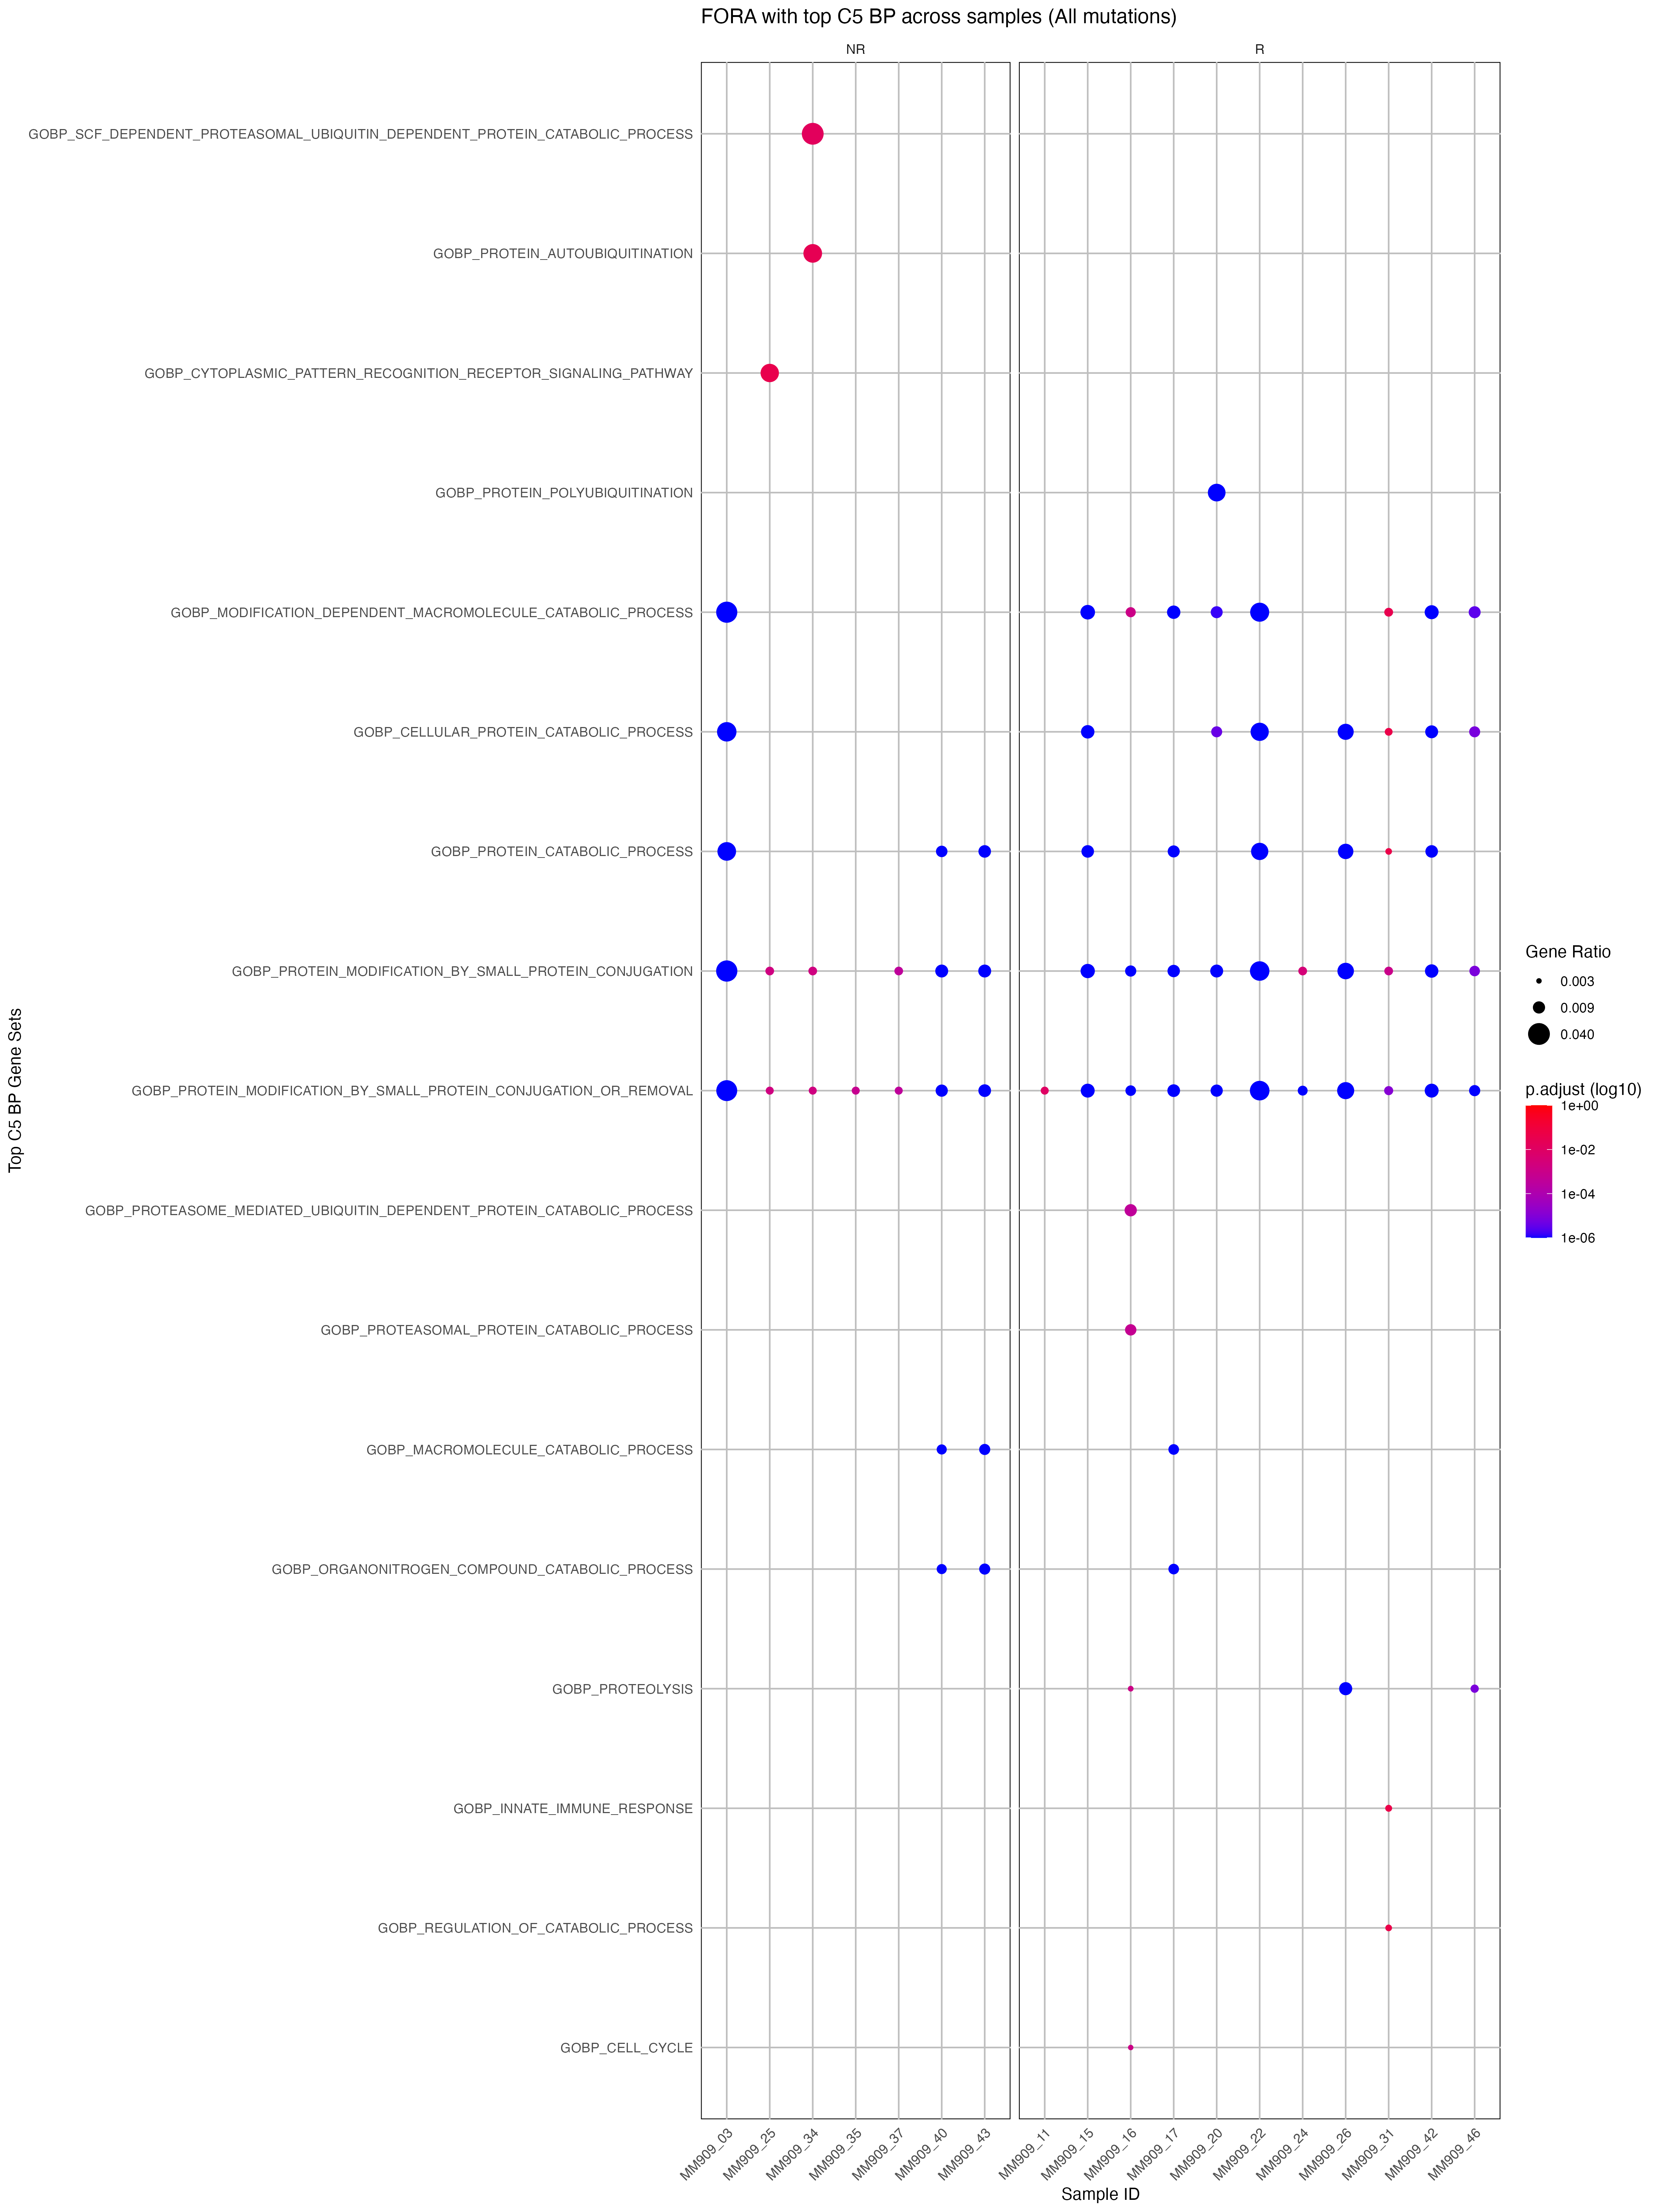 FORA with top C5 BP across samples (All mutations)
NR
R
GOBP_SCF_DEPENDENT_PROTEASOMAL_UBIQUITIN_DEPENDENT_PROTEIN_CATABOLIC_PROCESS
GOBP_PROTEIN_AUTOUBIQUITINATION
GOBP_CYTOPLASMIC_PATTERN_RECOGNITION_RECEPTOR_SIGNALING_PATHWAY
GOBP_PROTEIN_POLYUBIQUITINATION
GOBP_MODIFICATION_DEPENDENT_MACROMOLECULE_CATABOLIC_PROCESS
GOBP_CELLULAR_PROTEIN_CATABOLIC_PROCESS
GOBP_PROTEIN_CATABOLIC_PROCESS
GOBP_PROTEIN_MODIFICATION_BY_SMALL_PROTEIN_CONJUGATION
GOBP_PROTEIN_MODIFICATION_BY_SMALL_PROTEIN_CONJUGATION_OR_REMOVAL
GOBP_PROTEASOME_MEDIATED_UBIQUITIN_DEPENDENT_PROTEIN_CATABOLIC_PROCESS
GOBP_PROTEASOMAL_PROTEIN_CATABOLIC_PROCESS
GOBP_MACROMOLECULE_CATABOLIC_PROCESS
GOBP_ORGANONITROGEN_COMPOUND_CATABOLIC_PROCESS
GOBP_PROTEOLYSIS
GOBP_INNATE_IMMUNE_RESPONSE
GOBP_REGULATION_OF_CATABOLIC_PROCESS
GOBP_CELL_CYCLE
Top C5 BP Gene Sets
MM909_03
MM909_25
MM909_34
MM909_35
MM909_37
MM909_40
MM909_43
MM909_11
MM909_15
MM909_16
MM909_17
MM909_20
MM909_22
MM909_24
MM909_26
MM909_31
MM909_42
MM909_46
Sample ID
Gene Ratio
0.003
0.009
0.040
p.adjust (log10)
1e+00
1e-02
1e-04
1e-06